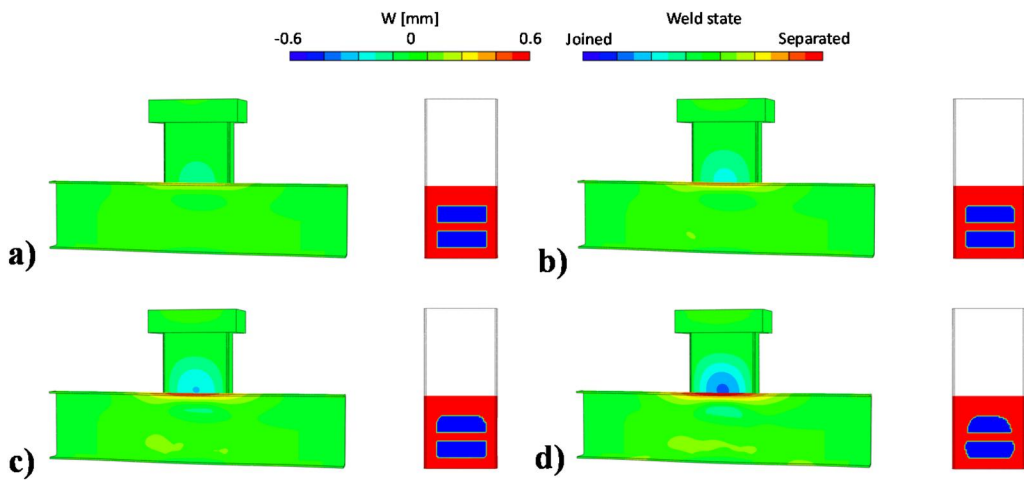 W [mm]
Weld state
-0.6
0
0.6
Joined
Separated
a)
b)
c)
d)